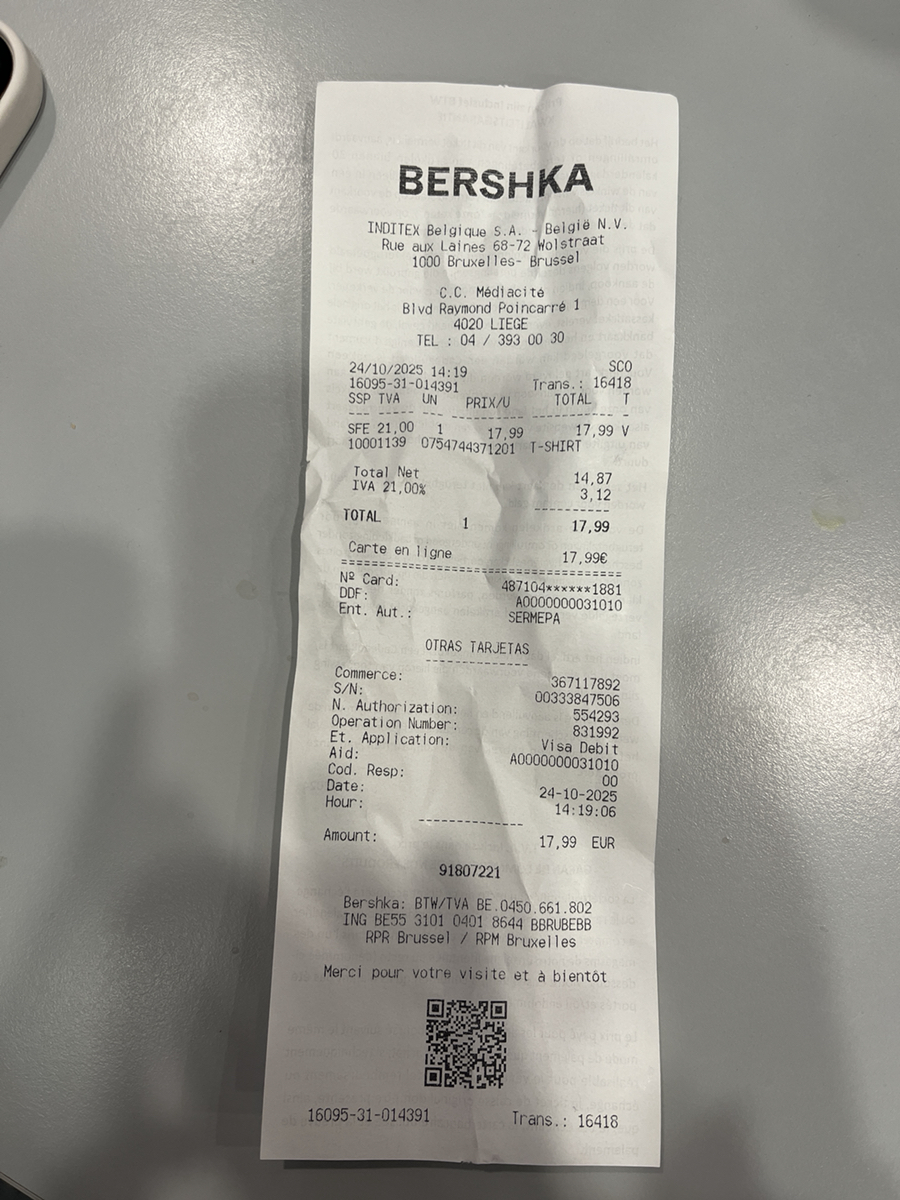 BERSHKA
INDITEX Belgique S.A. - België N.V.
Rue aux Laines 68-72 Wolstraat
1000 Bruxelles- Brussel
C.C. Médiacité
Blvd Raymond Poincarré 1
4020 LIEGE
TEL : 04 / 393 00 30
24/10/2025 14:19 SCO
16095-31-014391 Trans.: 16418
SSP TVA UN PRIX/U TOTAL T
--- ----- -- ------- ------------ -
SFE 21,00 1 17,99 17,99 V
10001139 0754744371201 T-SHIRT
Total Net 14,87
IVA 21,00% 3,12
----------
TOTAL 1 17,99
Carte en ligne 17,99€
======================================
Nº Card: 487104******1881
DDF: A0000000031010
Ent. Aut.: SERMEPA
OTRAS TARJETAS
-------------
Commerce: 367117892
S/N: 00333847506
N. Authorization: 554293
Operation Number: 831992
Et. Application: Visa Debit
Aid: A0000000031010
Cod. Resp: 00
Date: 24-10-2025
Hour: 14:19:06
-------------
Amount: 17,99 EUR
91807221
Bershka: BTW/TVA BE.0450.661.802
ING BE55 3101 0401 8644 BBRUBEBB
RPR Brussel / RPM Bruxelles
Merci pour votre visite et à bientôt
16095-31-014391 Trans.: 16418